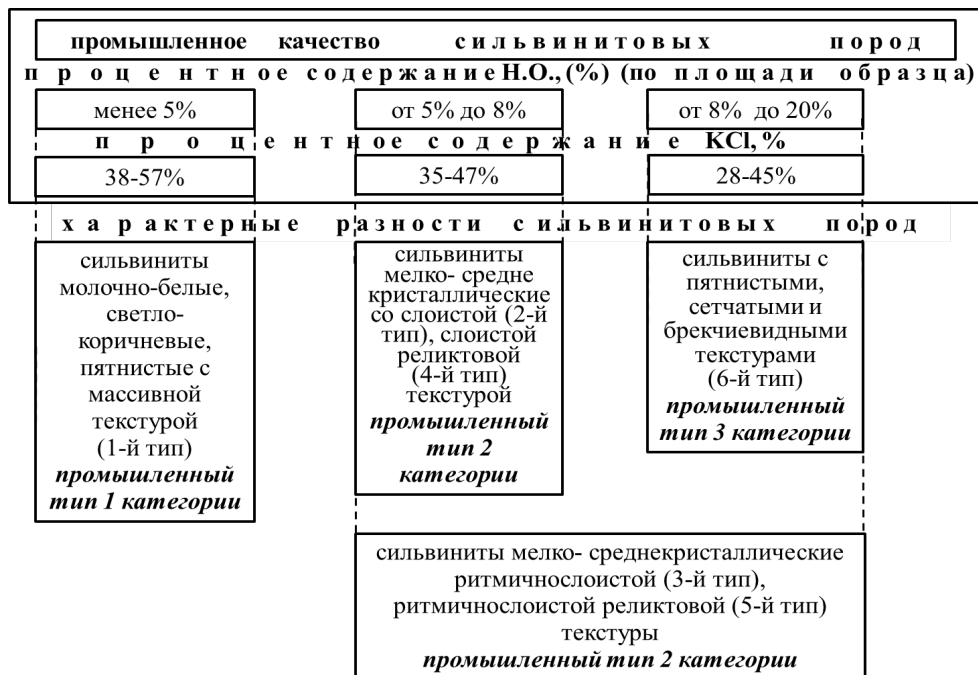 промышленное качество сильвинитовых пород
процентное содержание Н.О., (%) (по площади образца)
менее 5%
от 5% до 8%
от 8% до 20%
процентное содержание KCl, %
38-57%
35-47%
28-45%
характерные разности сильвинитовых пород
сильвиниты
молочно-белые,
светло-
коричневые,
пятнистые с
массивной
текстурой
(1-й тип)
промышленный
тип 1 категории
сильвиниты
мелко- средне
кристаллические
со слоистой (2-й
тип), слоистой
реликтовой
(4-й тип)
текстурой
промышленный
тип 2
категории
сильвиниты с
пятнистыми,
сетчатыми и
брекчиевидными
текстурами
(6-й тип)
промышленный
тип 3 категории
сильвиниты мелко- среднекристаллические
ритмичнослоистой (3-й тип),
ритмичнослоистой реликтовой (5-й тип)
текстуры
промышленный тип 2 категории